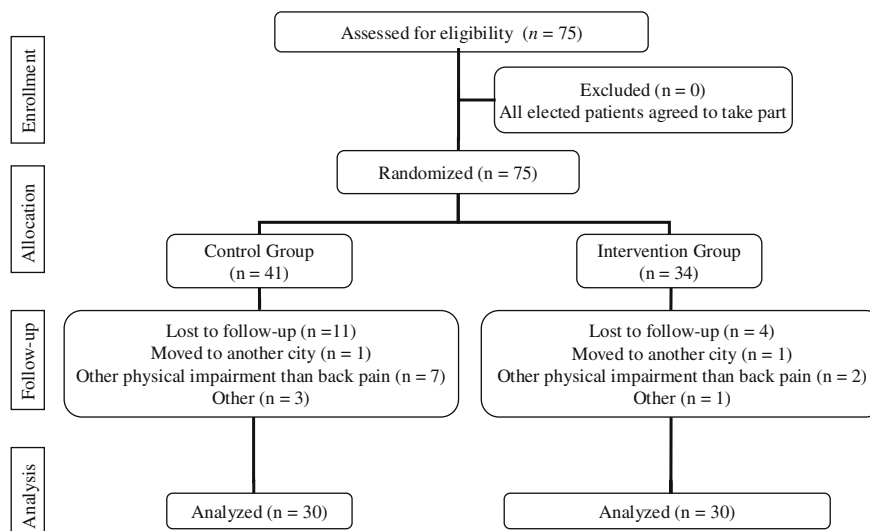 Enrollment
Assessed for eligibility (n = 75)
Excluded (n = 0)
All elected patients agreed to take part
Randomized (n = 75)
Allocation
Control Group
(n = 41)
Intervention Group
(n = 34)
Follow-up
Lost to follow-up (n =11)
Moved to another city (n = 1)
Other physical impairment than back pain (n = 7)
Other (n = 3)
Lost to follow-up (n = 4)
Moved to another city (n = 1)
Other physical impairment than back pain (n = 2)
Other (n = 1)
Analysis
Analyzed (n = 30)
Analyzed (n = 30)